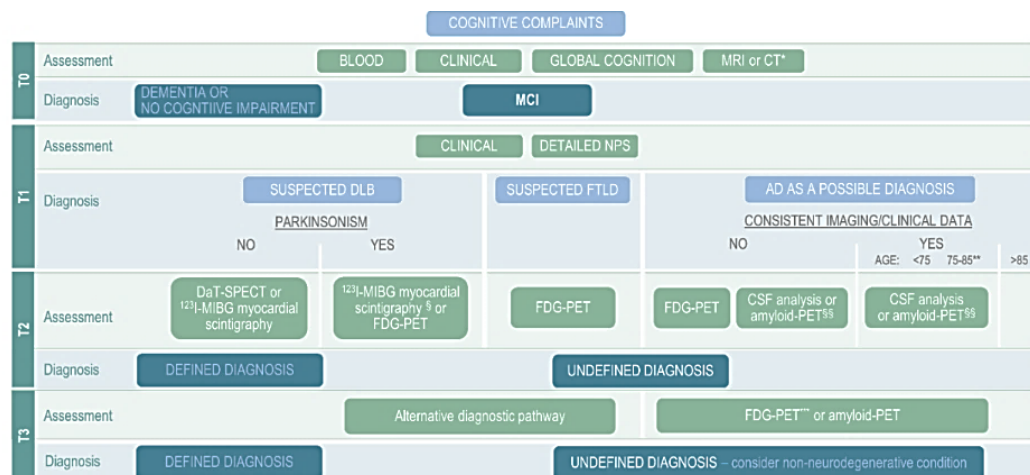 COGNITIVE COMPLAINTS
T0
Assessment
BLOOD
CLINICAL
GLOBAL COGNITION
MRI or CT*
Diagnosis
DEMENTIA OR
NO COGNTIIVE IMPAIRMENT
MCI
T1
Assessment
CLINICAL
DETAILED NPS
Diagnosis
SUSPECTED DLB
SUSPECTED FTLD
AD AS A POSSIBLE DIAGNOSIS
PARKINSONISM
CONSISTENT IMAGING/CLINICAL DATA
NO YES
NO YES
AGE: <75 75-85** >85
T2
Assessment
DaT-SPECT or
¹²³I-MIBG myocardial
scintigraphy
¹²³I-MIBG myocardial
scintigraphy § or
FDG-PET
FDG-PET
FDG-PET
CSF analysis or
amyloid-PET§§
CSF analysis
or amyloid-PET§§
Diagnosis
DEFINED DIAGNOSIS
UNDEFINED DIAGNOSIS
T3
Assessment
Alternative diagnostic pathway
FDG-PET*** or amyloid-PET
Diagnosis
DEFINED DIAGNOSIS
UNDEFINED DIAGNOSIS – consider non-neurodegenerative condition